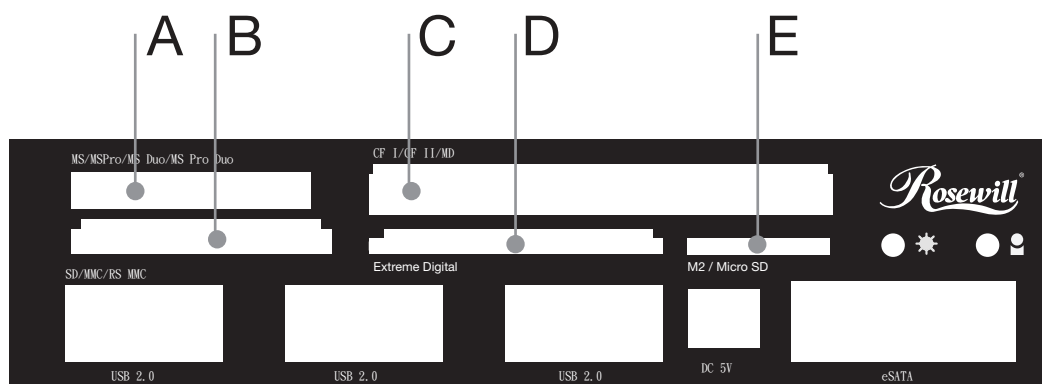 A B C D E
MS/MSPro/MS Duo/MS Pro Duo
CF I/CF II/MD
Rosewill®
Extreme Digital
M2 / Micro SD
SD/MMC/RS MMC
USB 2.0
USB 2.0
USB 2.0
DC 5V
eSATA